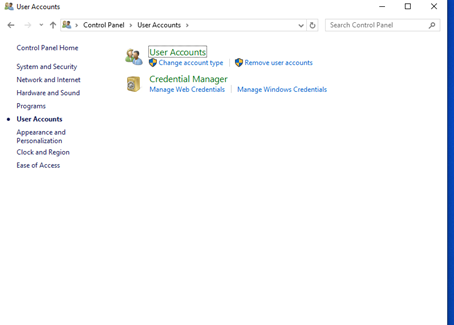 User Accounts
Control Panel
User Accounts
Search Control Panel
Control Panel Home
System and Security
Network and Internet
Hardware and Sound
Programs
User Accounts
Appearance and
Personalization
Clock and Region
Ease of Access
User Accounts
Change account type
Remove user accounts
Credential Manager
Manage Web Credentials
Manage Windows Credentials